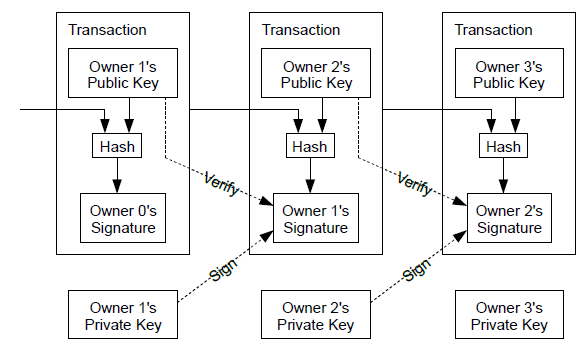 Transaction
Transaction
Transaction
Owner 1's
Public Key
Owner 2's
Public Key
Owner 3's
Public Key
Hash
Hash
Hash
Verify
Verify
Owner 0's
Signature
Owner 1's
Signature
Owner 2's
Signature
Sign
Sign
Owner 1's
Private Key
Owner 2's
Private Key
Owner 3's
Private Key